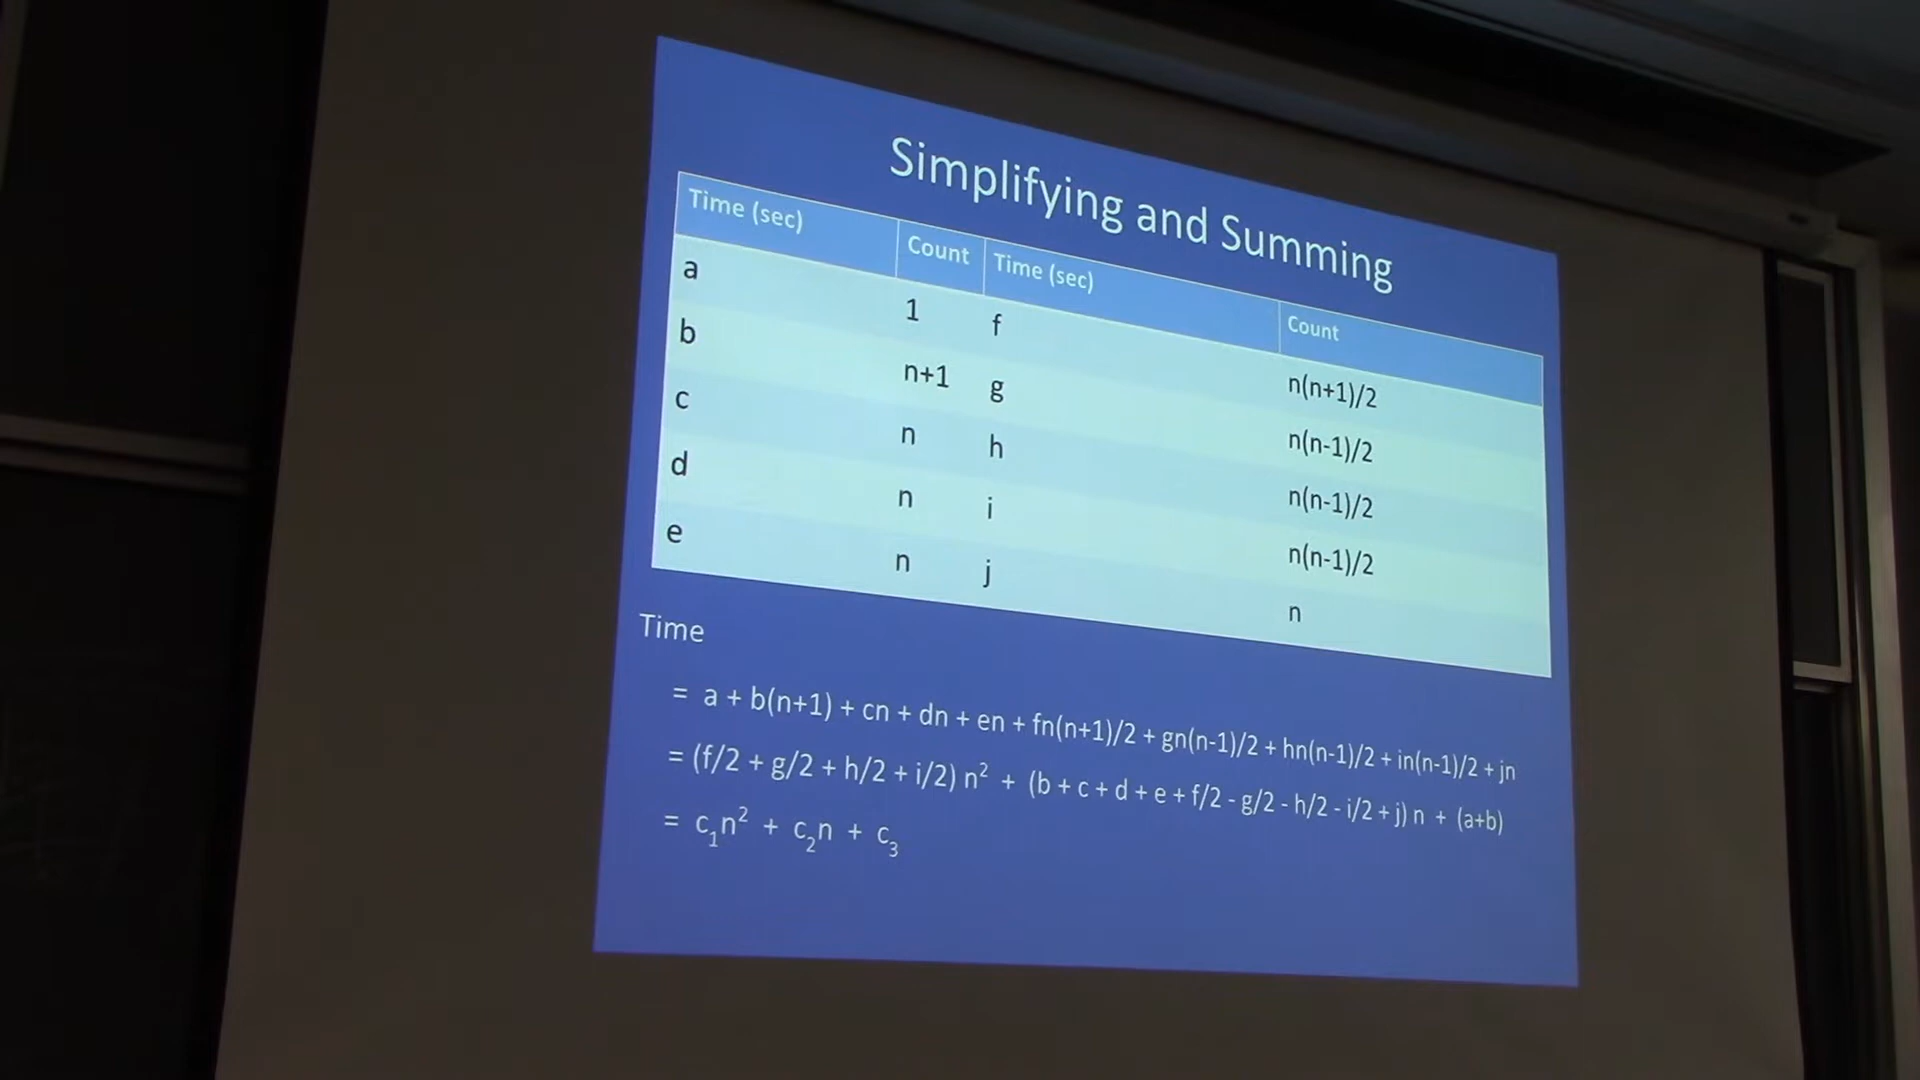 Simplifying and Summing
Time (sec) Count Time (sec) Count
a 1 f n(n+1)/2
b n+1 g n(n-1)/2
c n h n(n-1)/2
d n i n(n-1)/2
e n j n
Time
= a + b(n+1) + cn + dn + en + fn(n+1)/2 + gn(n-1)/2 + hn(n-1)/2 + in(n-1)/2 + jn
= (f/2 + g/2 + h/2 + i/2) n² + (b + c + d + e + f/2 - g/2 - h/2 - i/2 + j) n + (a+b)
= c₁n² + c₂n + c₃